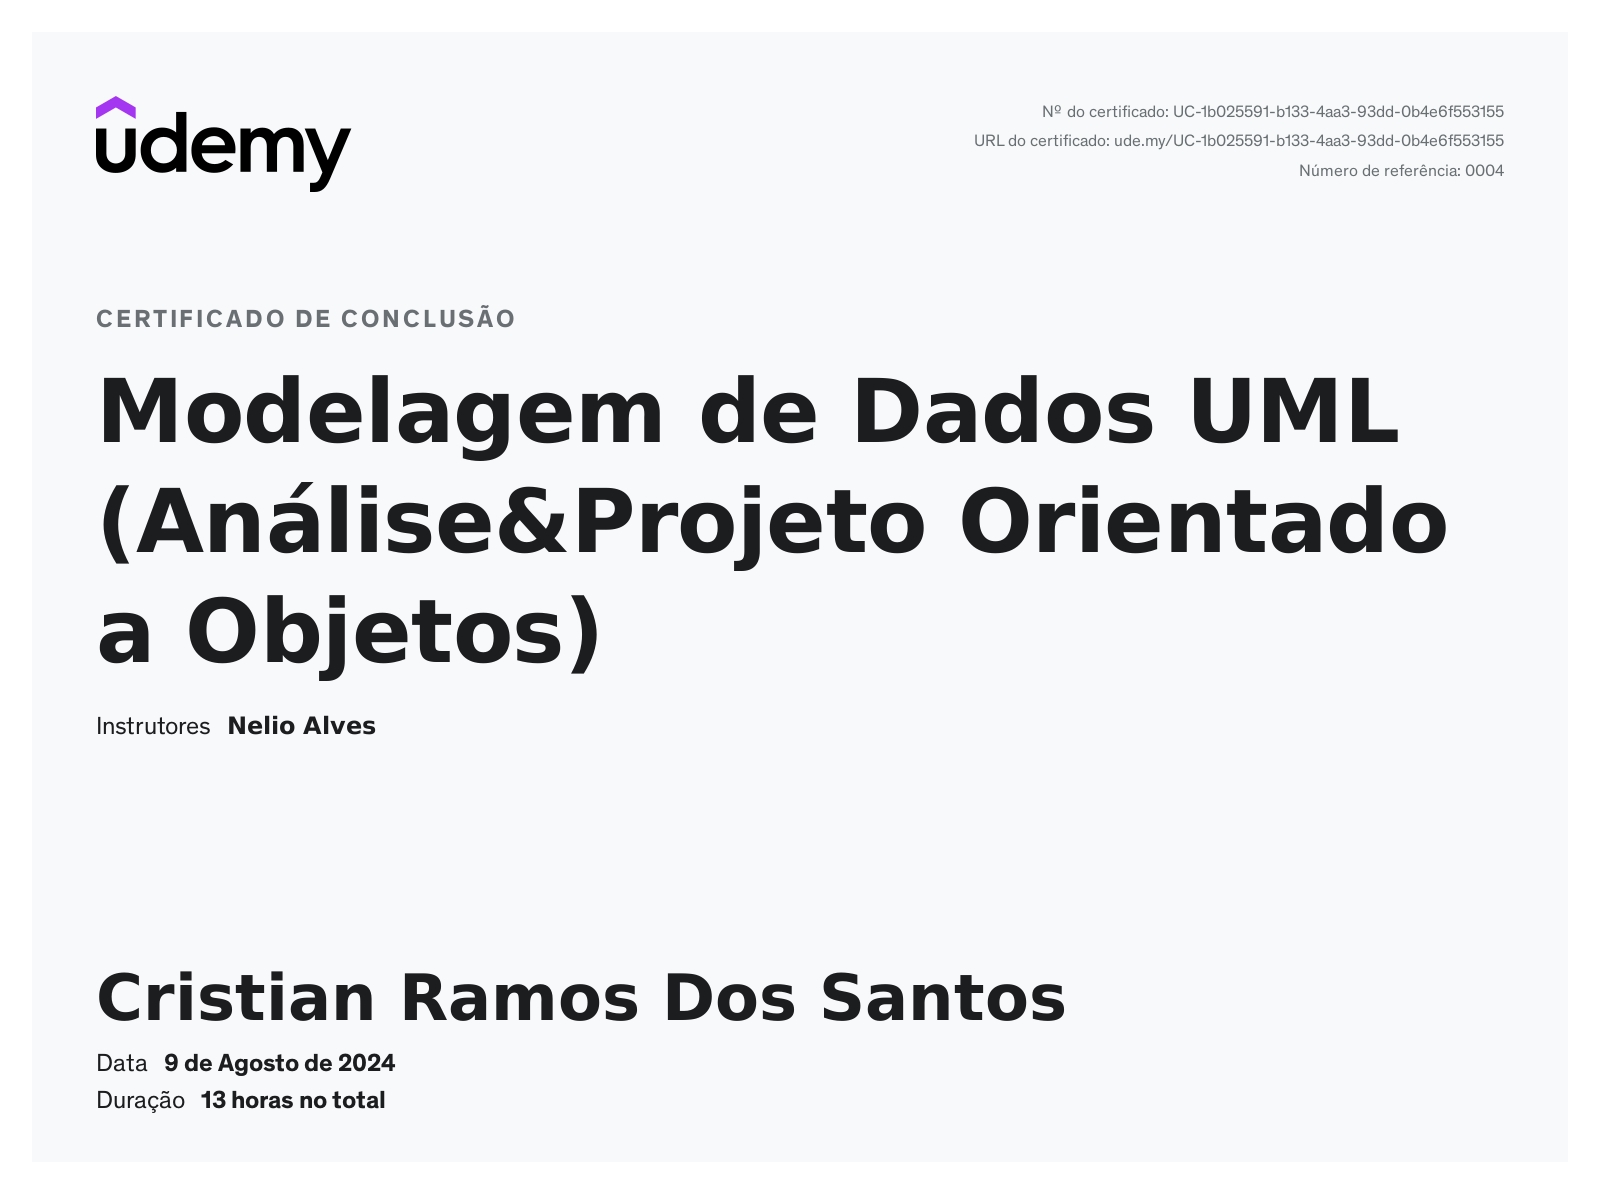 udemy
Nº do certificado: UC-1b025591-b133-4aa3-93dd-0b4e6f553155
URL do certificado: ude.my/UC-1b025591-b133-4aa3-93dd-0b4e6f553155
Número de referência: 0004
CERTIFICADO DE CONCLUSÃO
Modelagem de Dados UML
(Análise&Projeto Orientado
a Objetos)
Instrutores Nelio Alves
Cristian Ramos Dos Santos
Data 9 de Agosto de 2024
Duração 13 horas no total